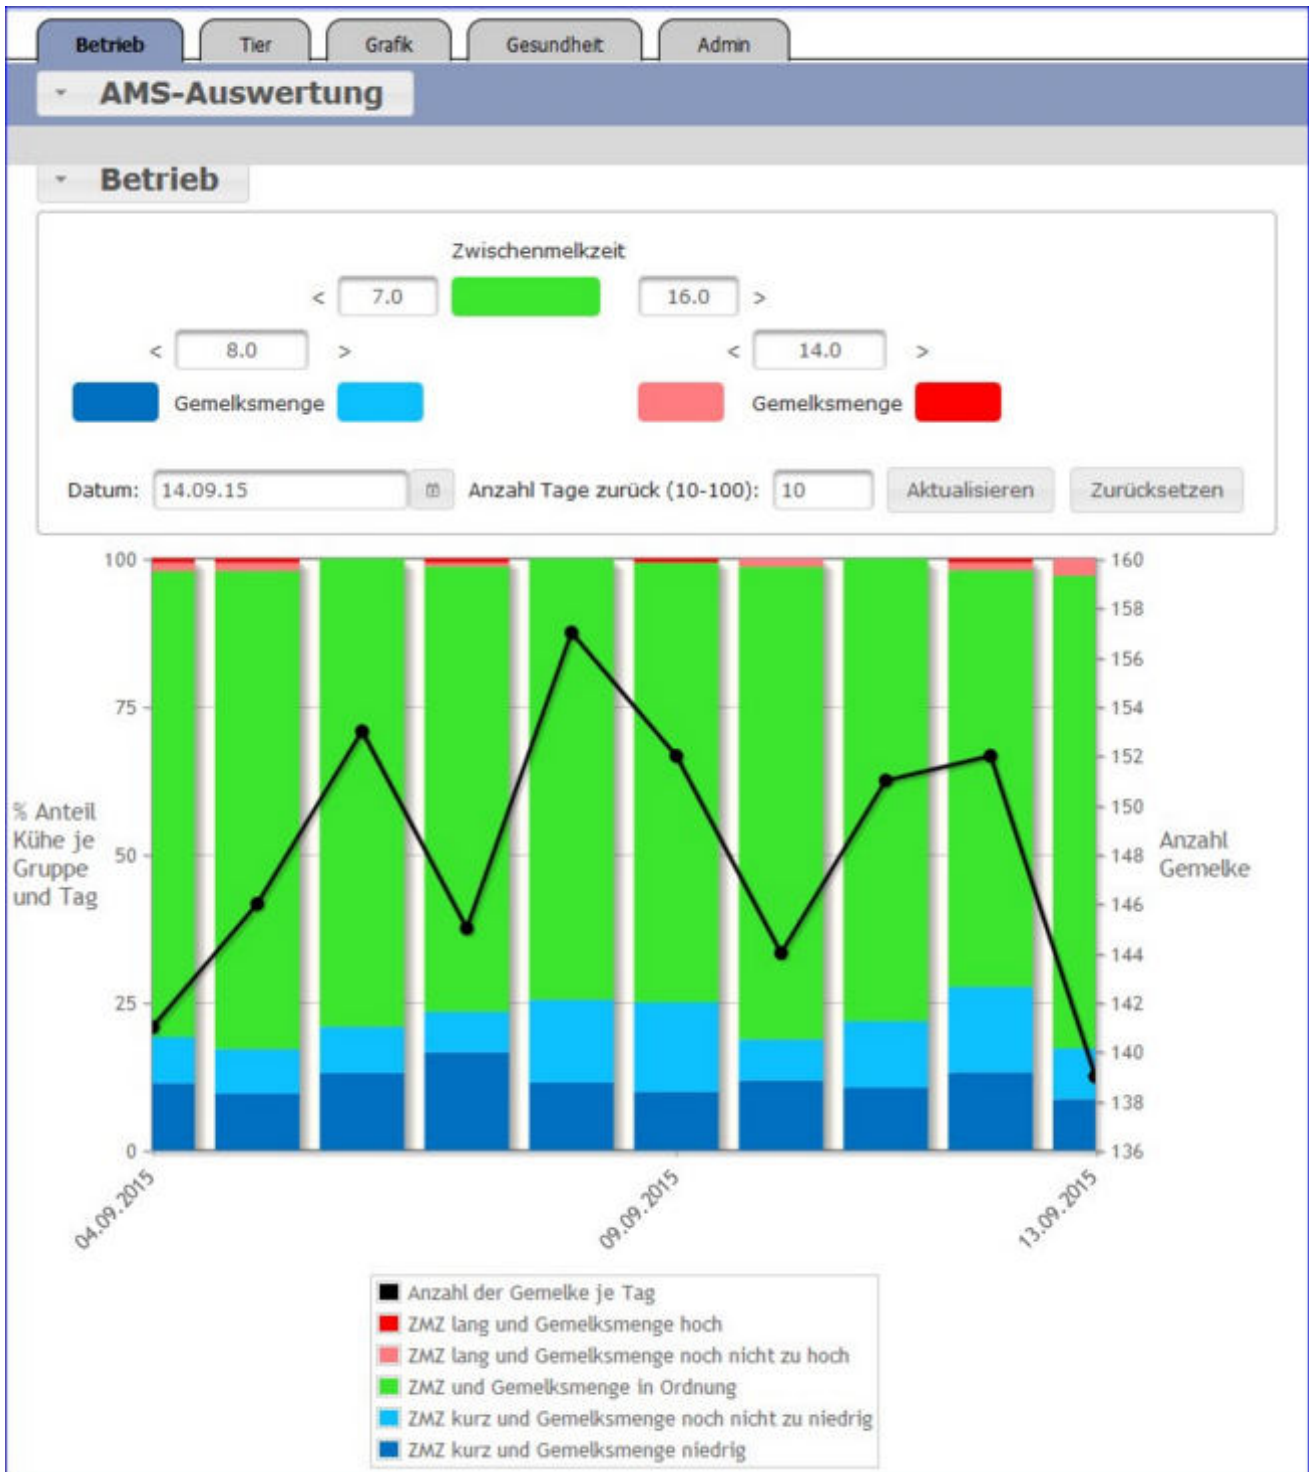 Betrieb Tier Grafik Gesundheit Admin
AMS-Auswertung
Betrieb
Zwischenmelkzeit
< 7.0 16.0 >
< 8.0 > < 14.0 >
Gemelksmenge Gemelksmenge
Datum: 14.09.15 Anzahl Tage zurück (10-100): 10 Aktualisieren Zurücksetzen
100
75
50
25
0
% Anteil
Kühe je
Gruppe
und Tag
160
158
156
154
152
150
148
146
144
142
140
138
136
Anzahl
Gemelke
04.09.2015 09.09.2015 13.09.2015
Anzahl der Gemelke je Tag
ZMZ lang und Gemelksmenge hoch
ZMZ lang und Gemelksmenge noch nicht zu hoch
ZMZ und Gemelksmenge in Ordnung
ZMZ kurz und Gemelksmenge noch nicht zu niedrig
ZMZ kurz und Gemelksmenge niedrig